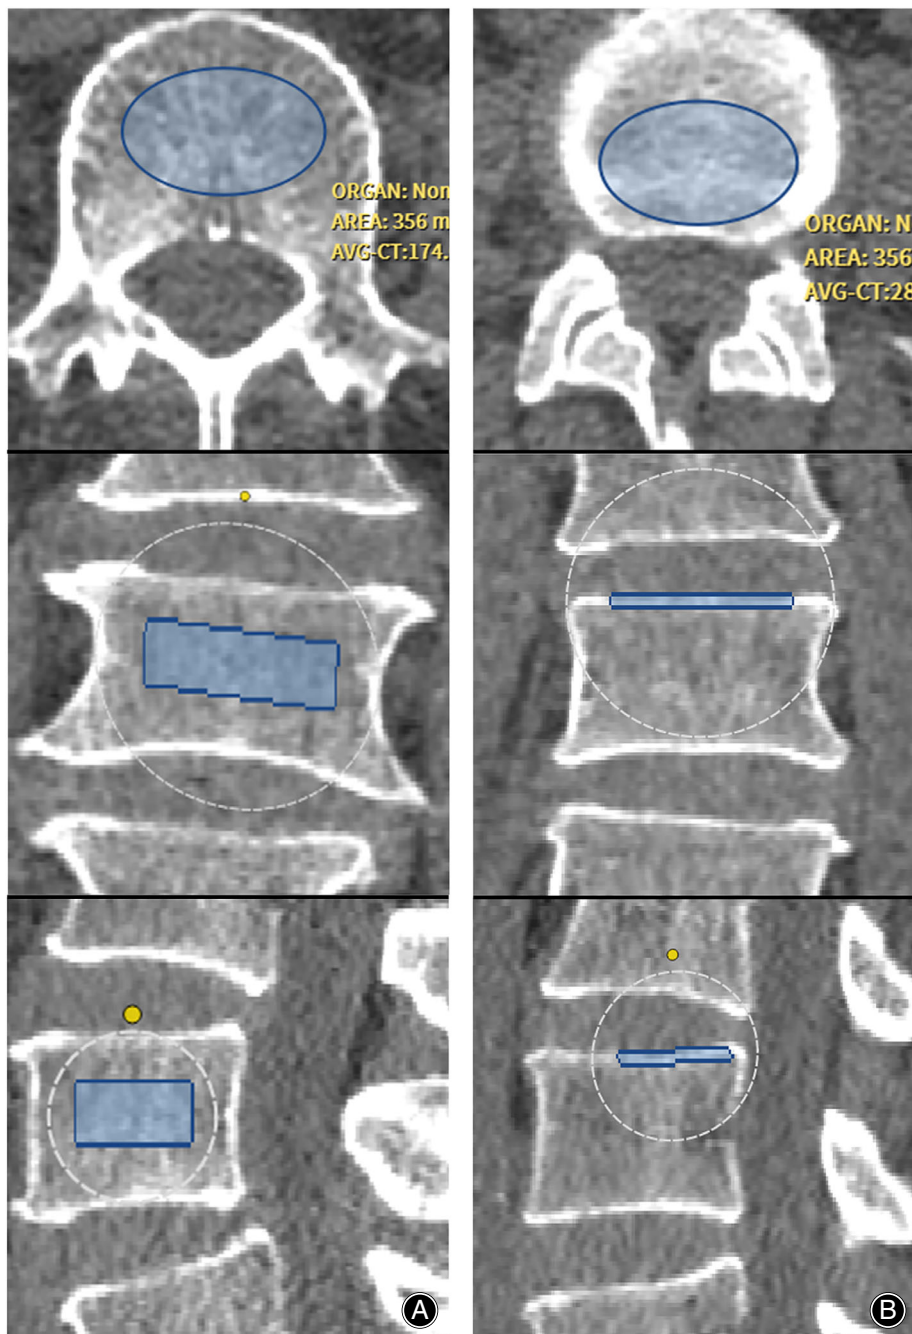 ORGAN: Non
AREA: 356 m
AVG-CT:174.
ORGAN: N
AREA: 356
AVG-CT:28
A
B